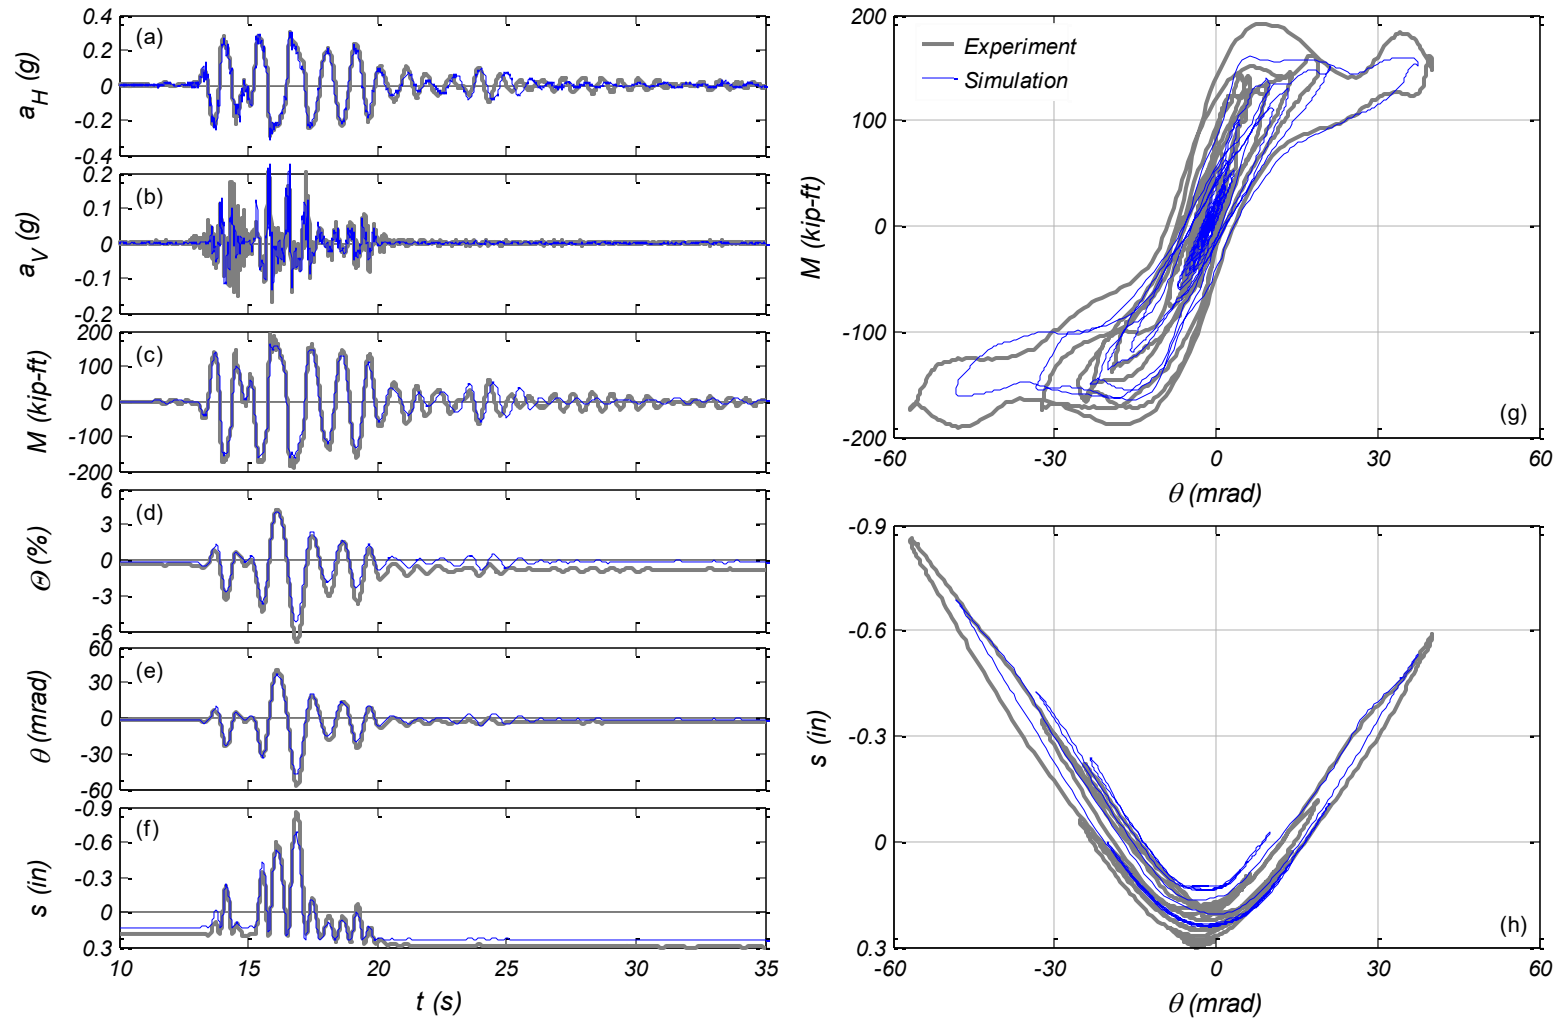 (a)
a_H (g)
0.4
0.2
0
-0.2
-0.4
(b)
a_V (g)
0.2
0.1
0
-0.1
-0.2
(c)
M (kip-ft)
200
100
0
-100
-200
(d)
Θ (%)
6
3
0
-3
-6
(e)
θ (mrad)
60
30
0
-30
-60
(f)
s (in)
-0.9
-0.6
-0.3
0
0.3
10 15 20 25 30 35
t (s)
Experiment
Simulation
M (kip-ft)
200
100
0
-100
-200
(g)
-60 -30 0 30 60
θ (mrad)
s (in)
-0.9
-0.6
-0.3
0
0.3
(h)
-60 -30 0 30 60
θ (mrad)